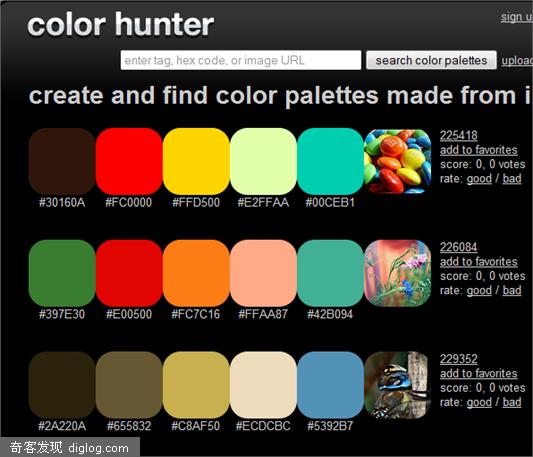 color hunter
sign u
enter tag, hex code, or image URL
search color palettes
upload
create and find color palettes made from i
225418
add to favorites
score: 0, 0 votes
rate: good / bad
#30160A #FC0000 #FFD500 #E2FFAA #00CEB1
226084
add to favorites
score: 0, 0 votes
rate: good / bad
#397E30 #E00500 #FC7C16 #FFAA87 #42B094
229352
add to favorites
score: 0, 0 votes
rate: good / bad
#2A220A #655832 #C8AF50 #ECDCBC #5392B7
奇客发现 diglog.com